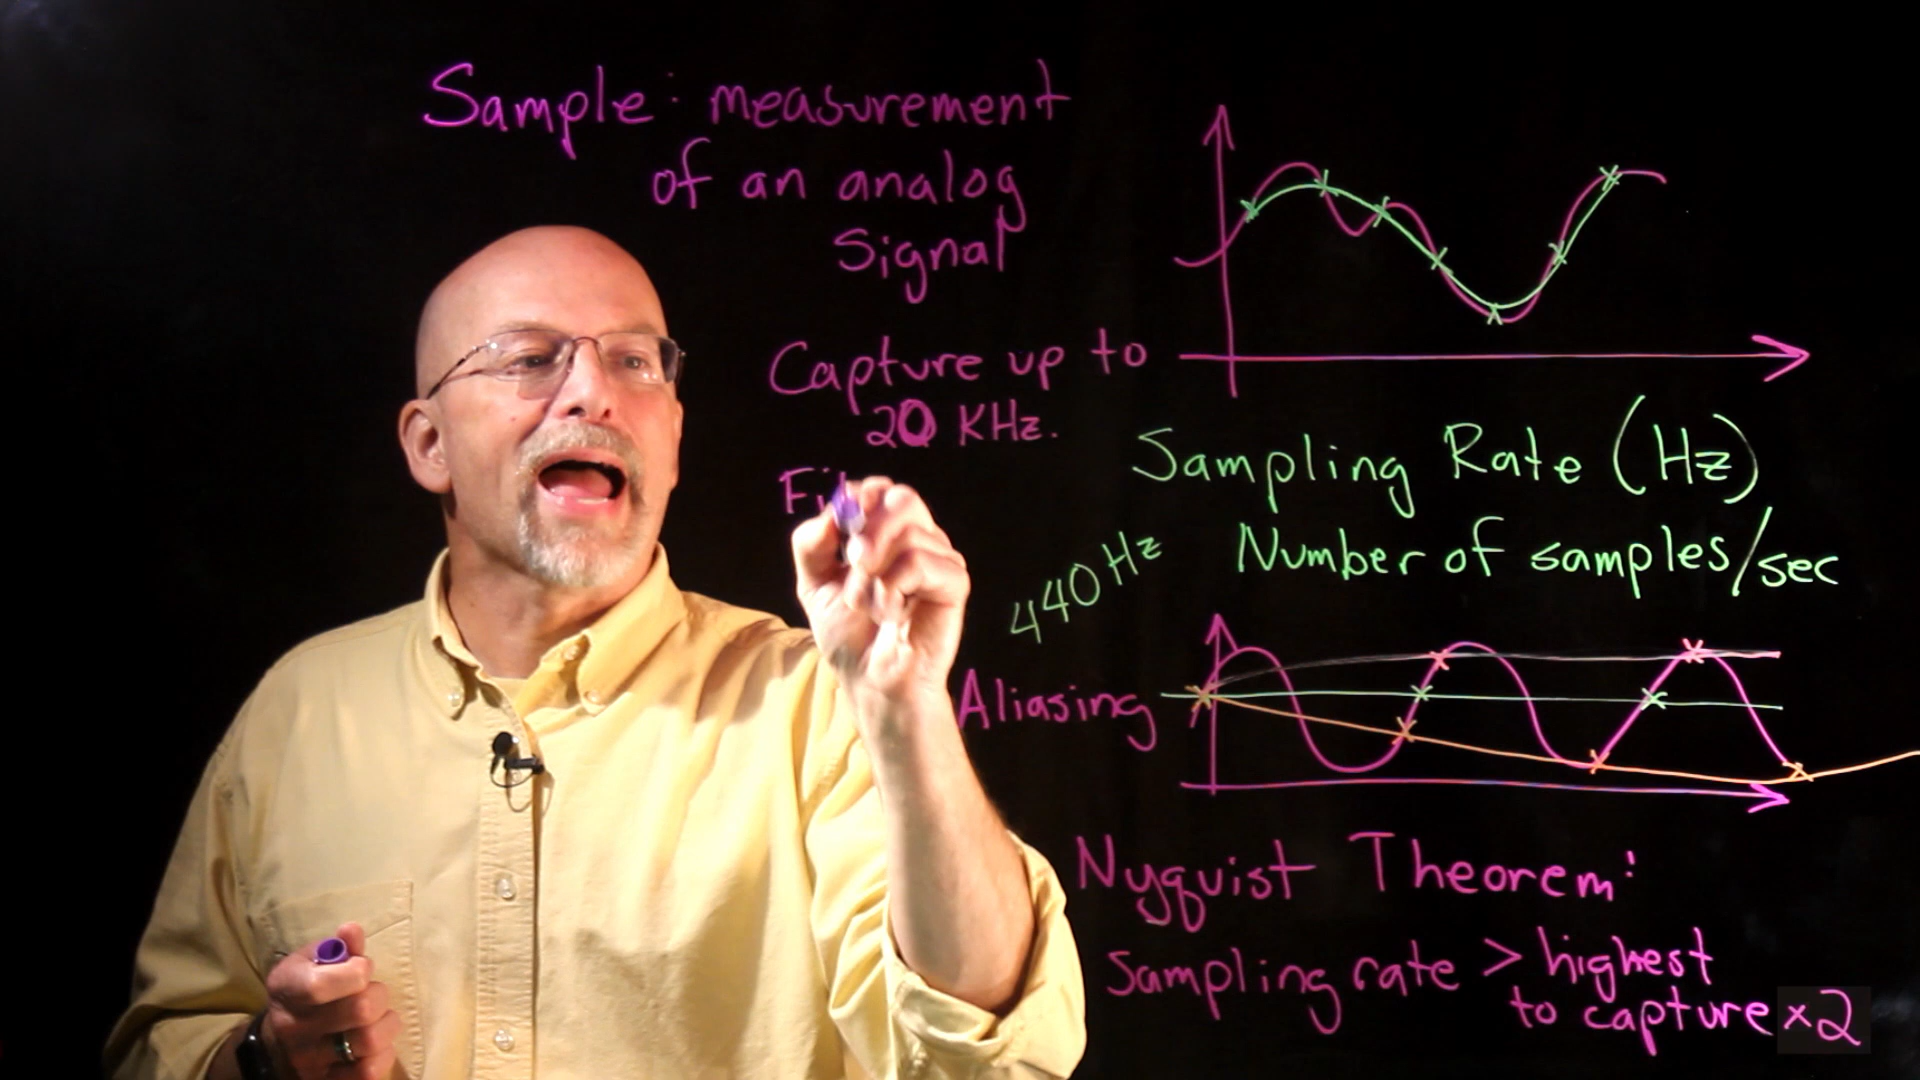 Sample: measurement
of an analog
Signal
Capture up to
20 KHz.
Sampling Rate (Hz)
Number of samples/sec
440 Hz
Aliasing
Nyquist Theorem:
Sampling rate > highest
to capture x2